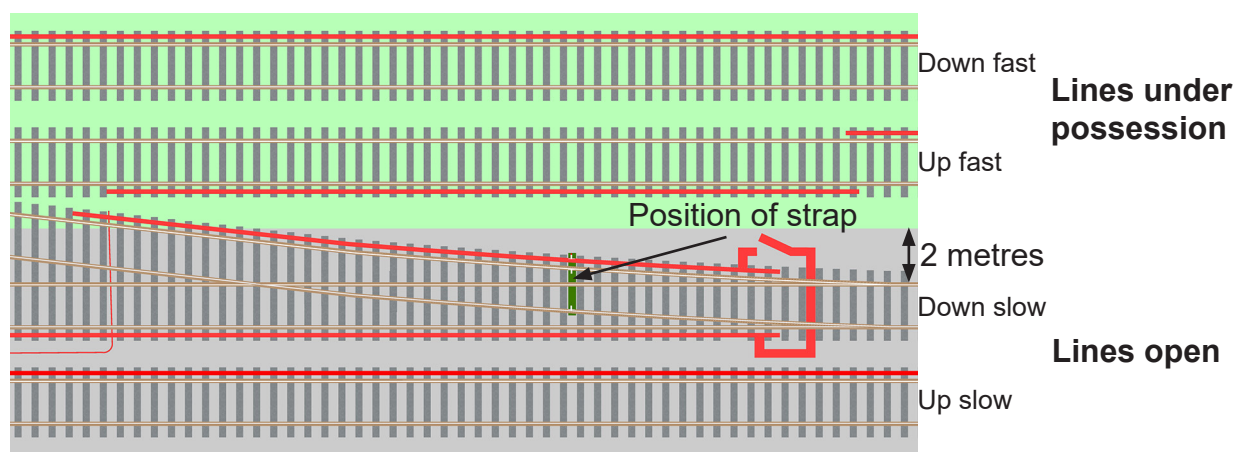 Down fast
Lines under
possession
Up fast
Position of strap
2 metres
Down slow
Lines open
Up slow